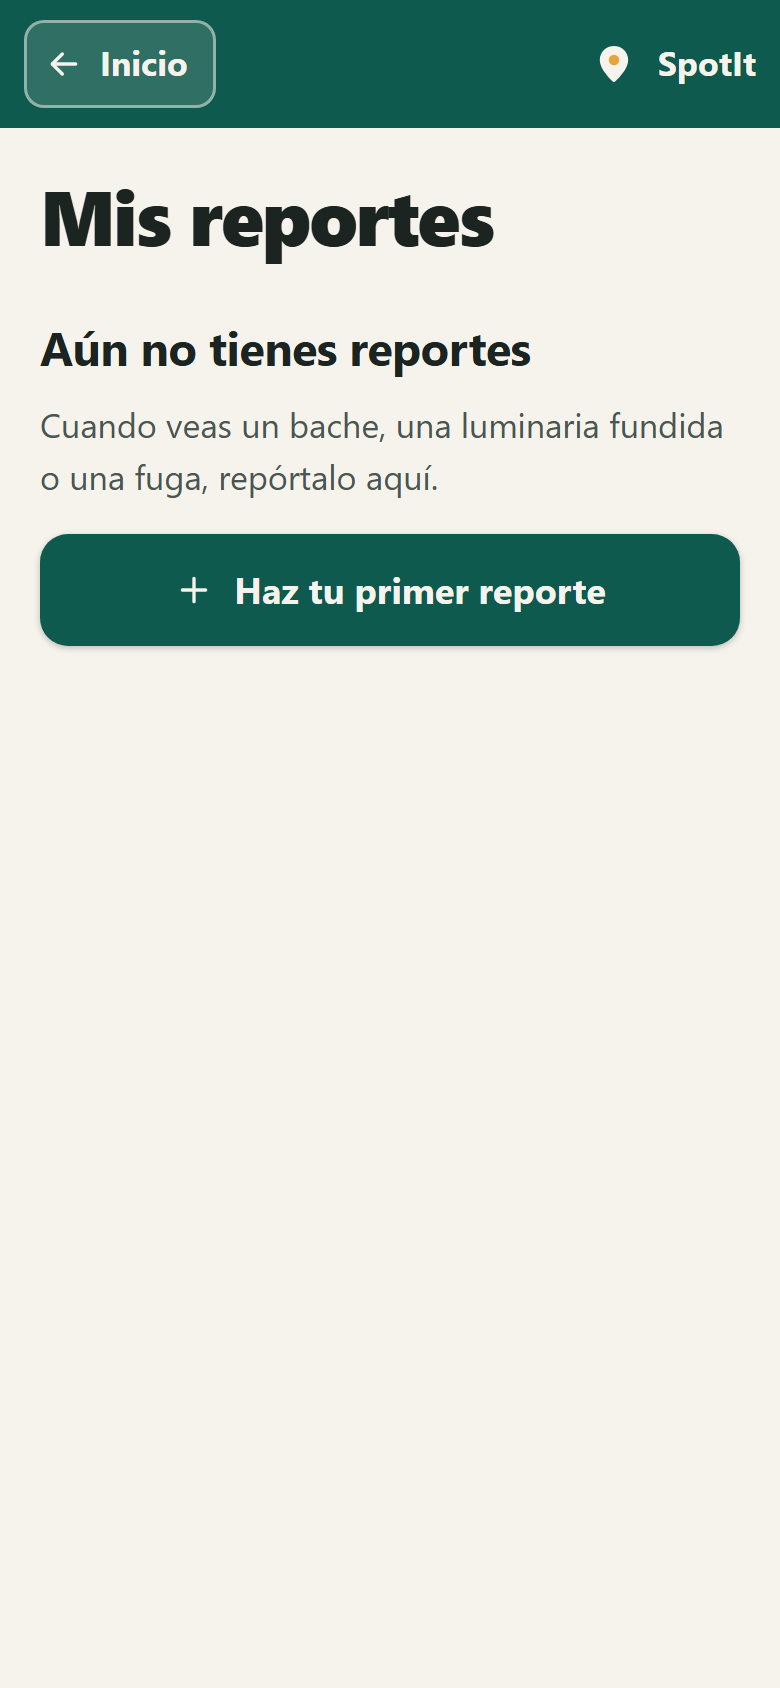 Inicio
SpotIt
Mis reportes
Aún no tienes reportes
Cuando veas un bache, una luminaria fundida
o una fuga, repórtalo aquí.
Haz tu primer reporte